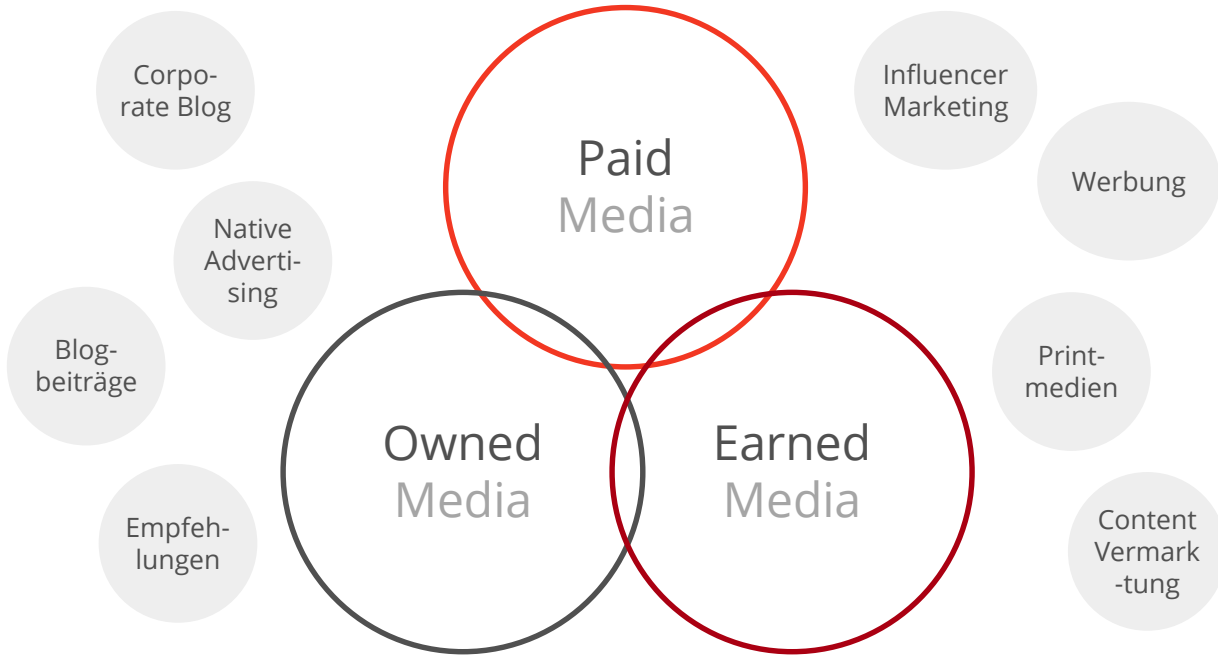 Corpo-
rate Blog
Native
Adverti-
sing
Blog-
beiträge
Empfeh-
lungen
Paid
Media
Owned
Media
Earned
Media
Influencer
Marketing
Werbung
Print-
medien
Content
Vermark
-tung